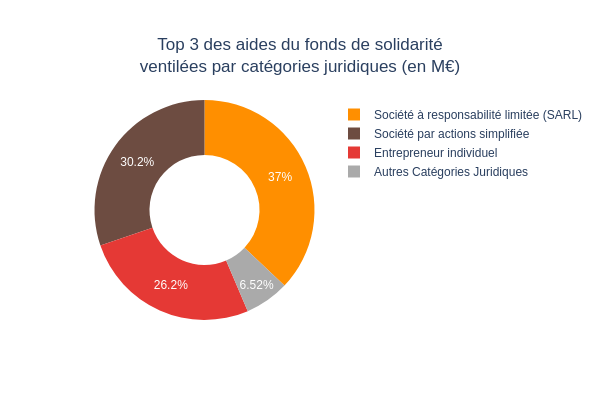 Top 3 des aides du fonds de solidarité
ventilées par catégories juridiques (en M€)
Société à responsabilité limitée (SARL)
Société par actions simplifiée
Entrepreneur individuel
Autres Catégories Juridiques
30.2%
37%
26.2%
6.52%